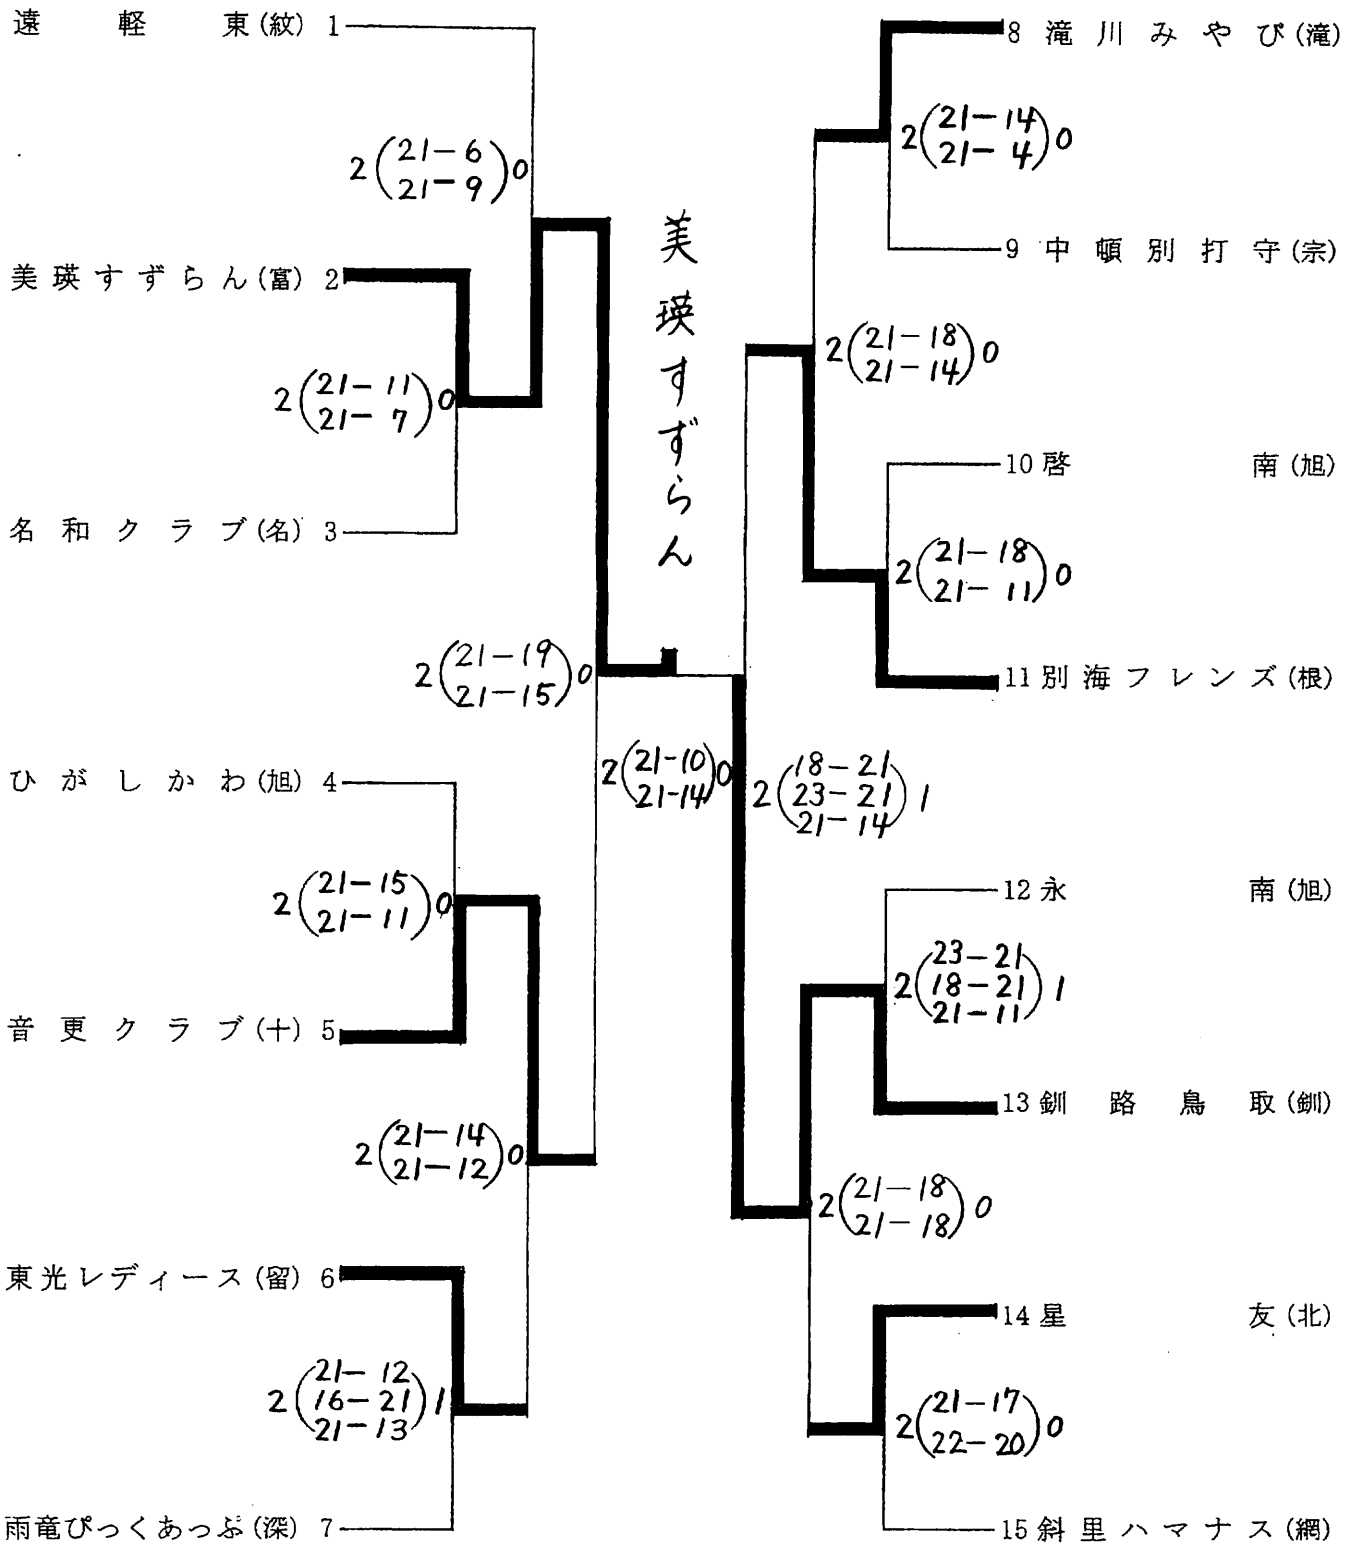 遠軽東(紋) 1
2(21-6 21-9)0
美瑛すずらん(富) 2
2(21-11 21-7)0
名和クラブ(名) 3
2(21-19 21-15)0
ひがしかわ(旭) 4
2(21-15 21-11)0
音更クラブ(十) 5
2(21-14 21-12)0
東光レディース(留) 6
2(21-12 16-21 21-13)1
雨竜ぴっくあっぷ(深) 7
美瑛すずらん
2(21-10 21-14)0
8 滝川みやび(滝)
2(21-14 21-4)0
9 中頓別打守(宗)
2(21-18 21-14)0
10 啓南(旭)
2(21-18 21-11)0
11 別海フレンズ(根)
2(18-21 23-21 21-14)1
12 永南(旭)
2(23-21 18-21 21-11)1
13 釧路鳥取(釧)
2(21-18 21-18)0
14 星友(北)
2(21-17 22-20)0
15 斜里ハマナス(網)